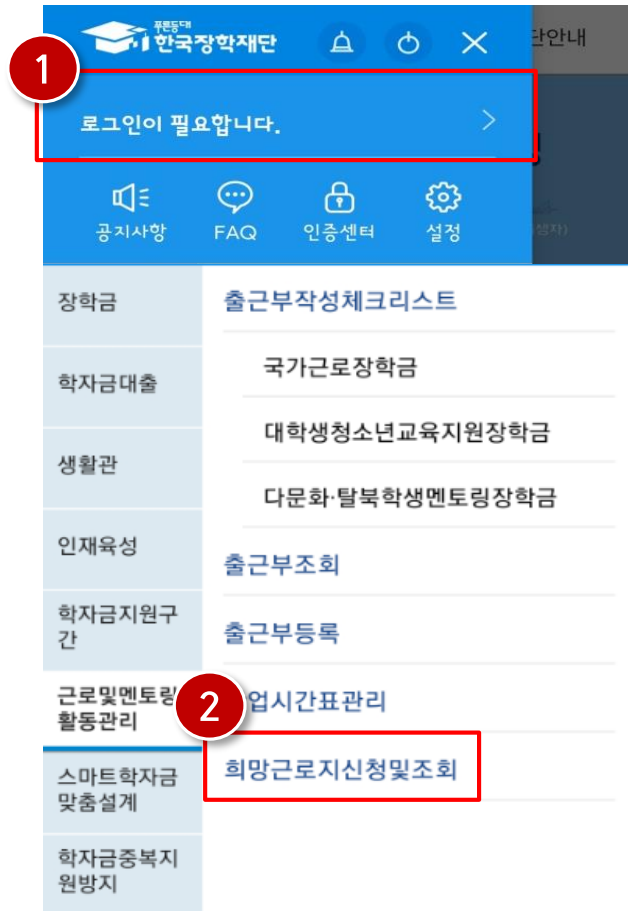 푸른등대
한국장학재단
단안내
1
로그인이 필요합니다.
공지사항
FAQ
인증센터
설정
장학금
학자금대출
생활관
인재육성
학자금지원구
간
근로및멘토링
활동관리
스마트학자금
맞춤설계
학자금중복지
원방지
출근부작성체크리스트
국가근로장학금
대학생청소년교육지원장학금
다문화·탈북학생멘토링장학금
출근부조회
출근부등록
2
업시간표관리
희망근로지신청및조회